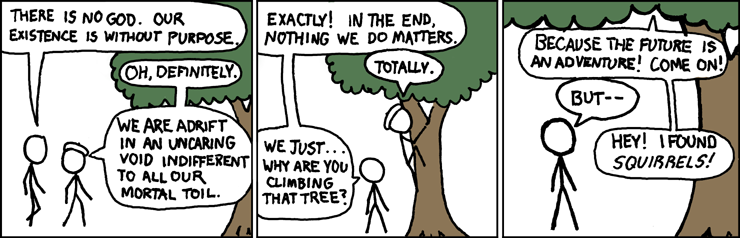 THERE IS NO GOD. OUR
EXISTENCE IS WITHOUT PURPOSE.
OH, DEFINITELY.
WE ARE ADRIFT
IN AN UNCARING
VOID INDIFFERENT
TO ALL OUR
MORTAL TOIL.
EXACTLY! IN THE END,
NOTHING WE DO MATTERS.
TOTALLY.
WE JUST...
WHY ARE YOU
CLIMBING
THAT TREE?
BECAUSE THE FUTURE IS
AN ADVENTURE! COME ON!
BUT--
HEY! I FOUND
SQUIRRELS!